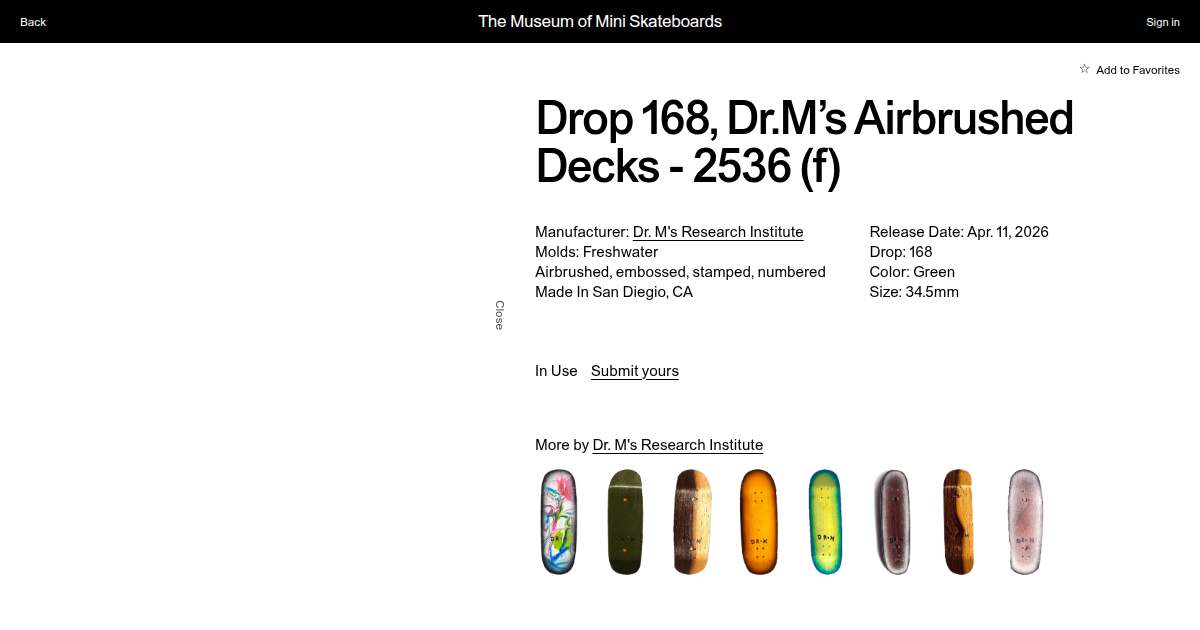 Back
The Museum of Mini Skateboards
Sign in
☆ Add to Favorites
Drop 168, Dr.M’s Airbrushed
Decks - 2536 (f)
Manufacturer: Dr. M's Research Institute
Molds: Freshwater
Airbrushed, embossed, stamped, numbered
Made In San Diegio, CA
Release Date: Apr. 11, 2026
Drop: 168
Color: Green
Size: 34.5mm
Close
In Use
Submit yours
More by Dr. M's Research Institute